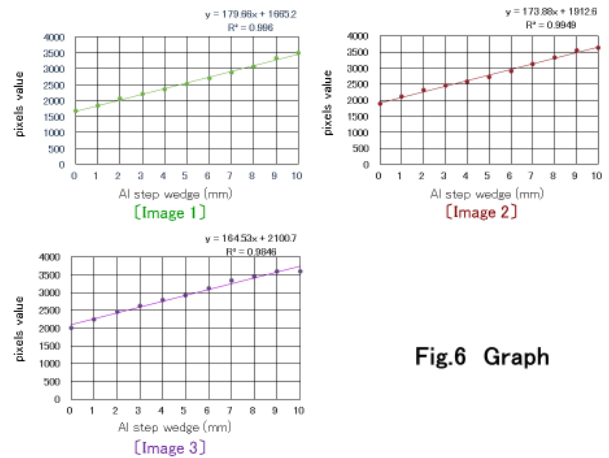 y = 179.66x + 1665.2
R² = 0.996
4000
3500
3000
2500
2000
1500
1000
500
0
pixels value
0 1 2 3 4 5 6 7 8 9 10
Al step wedge (mm)
[Image 1]
y = 173.88x + 1912.6
R² = 0.9949
4000
3500
3000
2500
2000
1500
1000
500
0
pixels value
0 1 2 3 4 5 6 7 8 9 10
Al step wedge (mm)
[Image 2]
y = 164.53x + 2100.7
R² = 0.9846
4000
3500
3000
2500
2000
1500
1000
500
0
pixels value
0 1 2 3 4 5 6 7 8 9 10
Al step wedge (mm)
[Image 3]
Fig.6 Graph